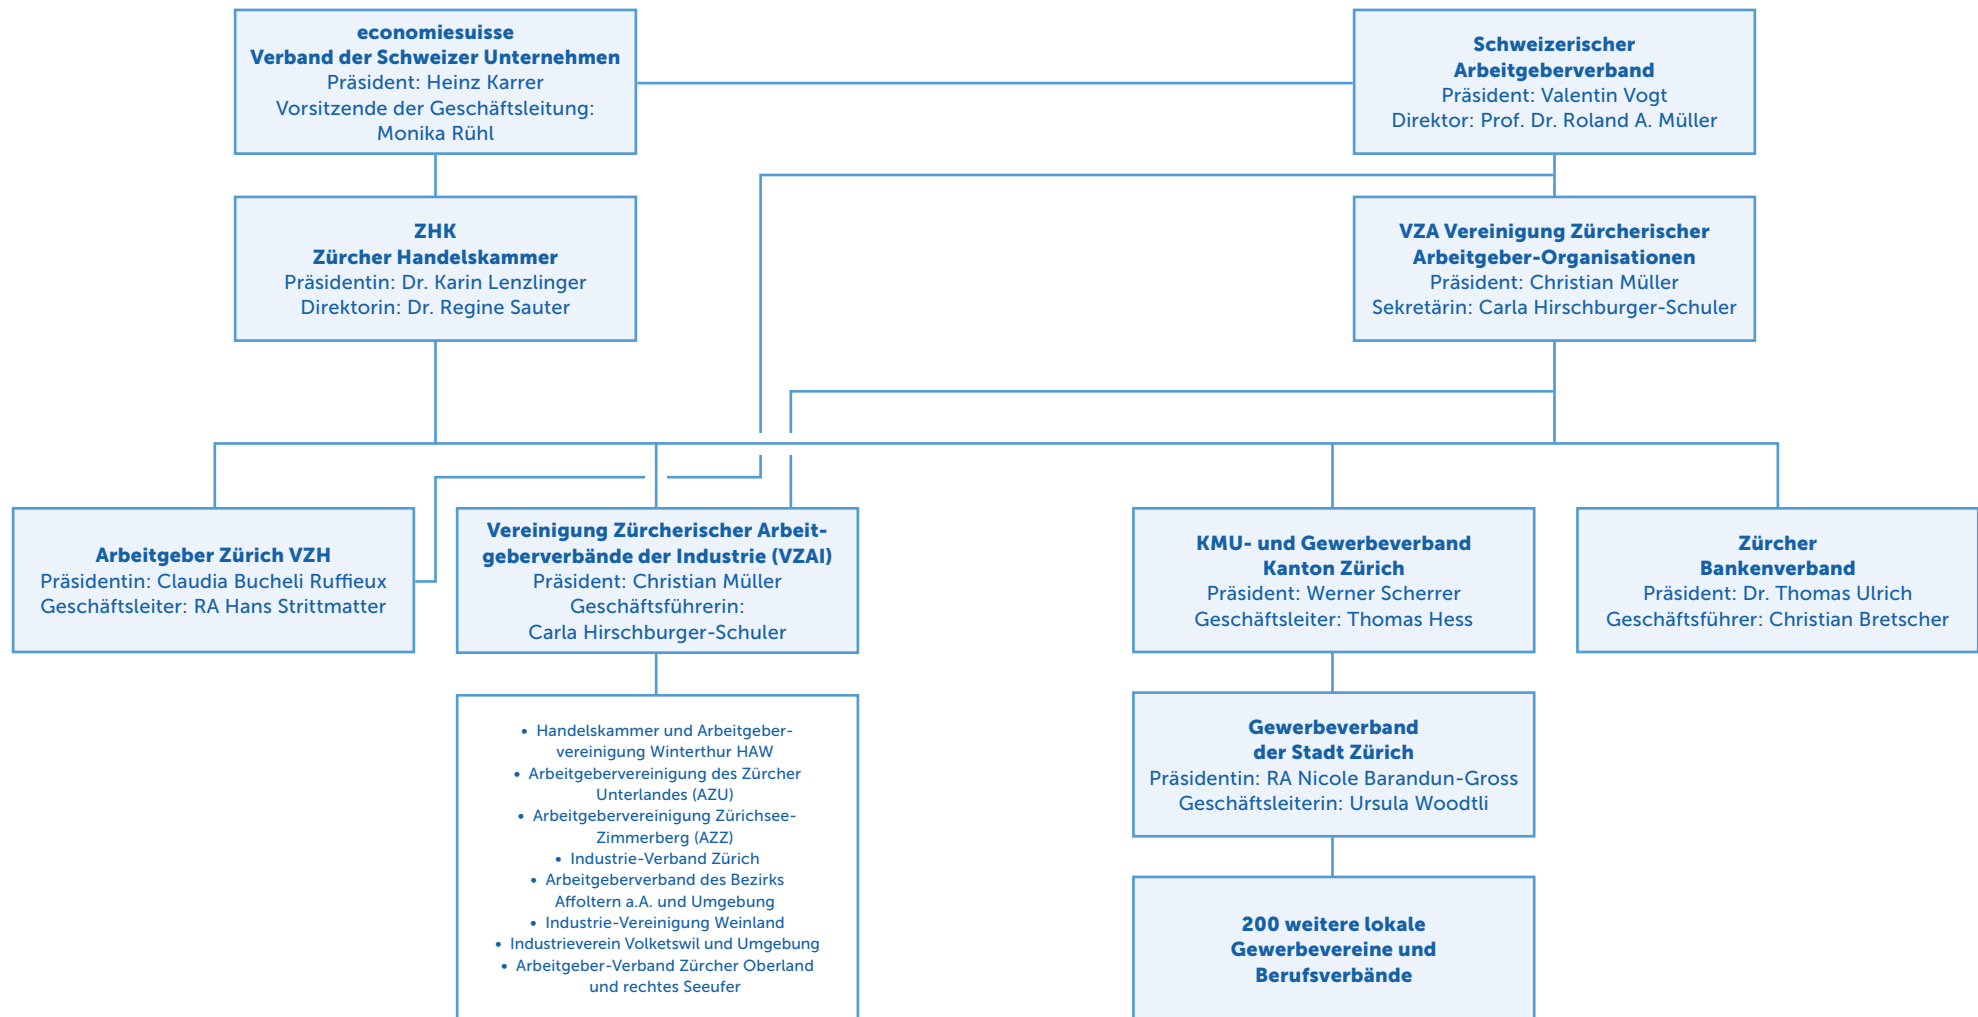 economiesuisse
Verband der Schweizer Unternehmen
Präsident: Heinz Karrer
Vorsitzende der Geschäftsleitung:
Monika Rühl
Schweizerischer
Arbeitgeberverband
Präsident: Valentin Vogt
Direktor: Prof. Dr. Roland A. Müller
ZHK
Zürcher Handelskammer
Präsidentin: Dr. Karin Lenzlinger
Direktorin: Dr. Regine Sauter
VZA Vereinigung Zürcherischer
Arbeitgeber-Organisationen
Präsident: Christian Müller
Sekretärin: Carla Hirschburger-Schuler
Arbeitgeber Zürich VZH
Präsidentin: Claudia Bucheli Ruffieux
Geschäftsleiter: RA Hans Strittmatter
Vereinigung Zürcherischer Arbeit-
geberverbände der Industrie (VZAI)
Präsident: Christian Müller
Geschäftsführerin:
Carla Hirschburger-Schuler
KMU- und Gewerbeverband
Kanton Zürich
Präsident: Werner Scherrer
Geschäftsleiter: Thomas Hess
Zürcher
Bankenverband
Präsident: Dr. Thomas Ulrich
Geschäftsführer: Christian Bretscher
• Handelskammer und Arbeitgeber-
vereinigung Winterthur HAW
• Arbeitgebervereinigung des Zürcher
Unterlandes (AZU)
• Arbeitgebervereinigung Zürichsee-
Zimmerberg (AZZ)
• Industrie-Verband Zürich
• Arbeitgeberverband des Bezirks
Affoltern a.A. und Umgebung
• Industrie-Vereinigung Weinland
• Industrieverein Volketswil und Umgebung
• Arbeitgeber-Verband Zürcher Oberland
und rechtes Seeufer
Gewerbeverband
der Stadt Zürich
Präsidentin: RA Nicole Barandun-Gross
Geschäftsleiterin: Ursula Woodtli
200 weitere lokale
Gewerbevereine und
Berufsverbände